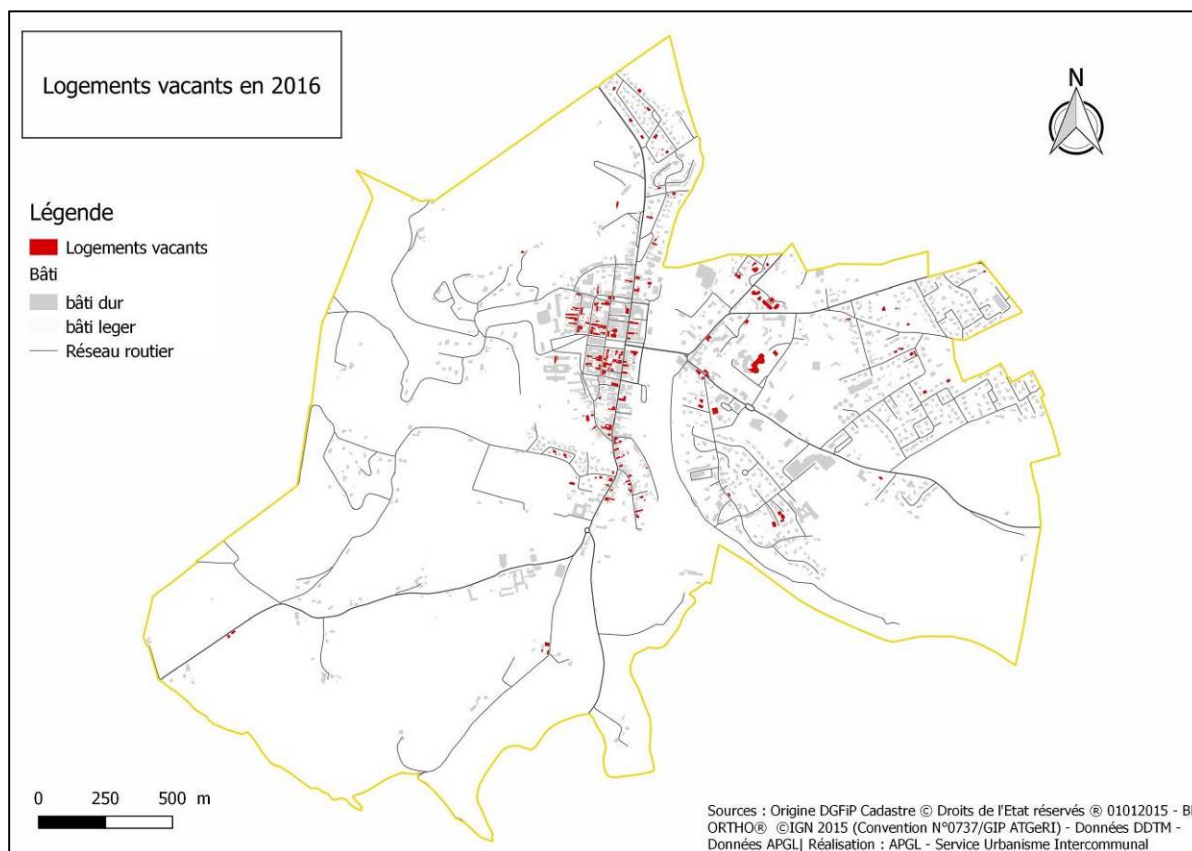 Logements vacants en 2016
N
Légende
Logements vacants
Bâti
bâti dur
bâti leger
Réseau routier
0 250 500 m
Sources : Origine DGFiP Cadastre © Droits de l'Etat réservés ® 01012015 - B
ORTHO® ©IGN 2015 (Convention N°0737/GIP ATGeRI) - Données DDTM -
Données APGL| Réalisation : APGL - Service Urbanisme Intercommunal